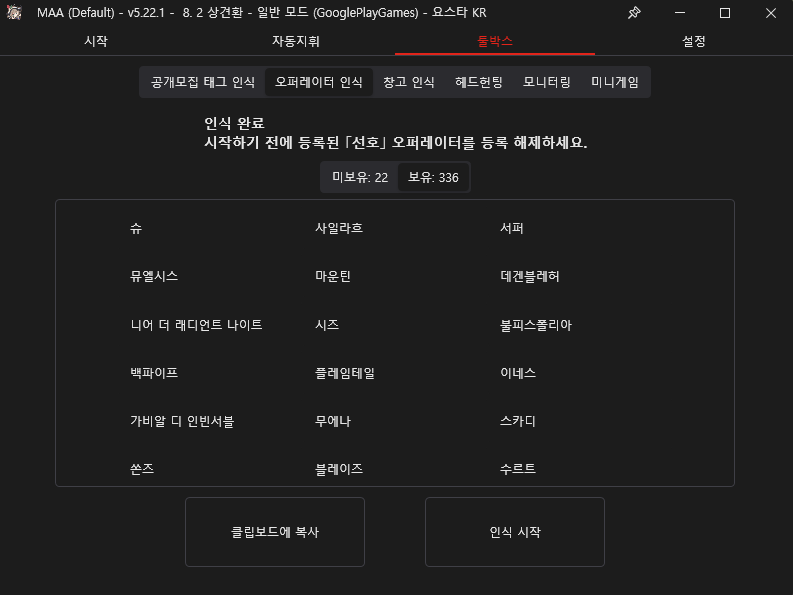 MAA (Default) - v5.22.1 - 8. 2 상견환 - 일반 모드 (GooglePlayGames) - 요스타 KR
시작 자동지휘 툴박스 설정
공개모집 태그 인식 오퍼레이터 인식 창고 인식 헤드헌팅 모니터링 미니게임
인식 완료
시작하기 전에 등록된 「선호」 오퍼레이터를 등록 해제하세요.
미보유: 22 보유: 336
슈 사일라흐 서퍼
뮤엘시스 마운틴 데겐블레허
니어 더 래디언트 나이트 시즈 불피스폴리아
백파이프 플레임테일 이네스
가비알 디 인빈서블 무에나 스카디
쏜즈 블레이즈 수르트
클립보드에 복사 인식 시작